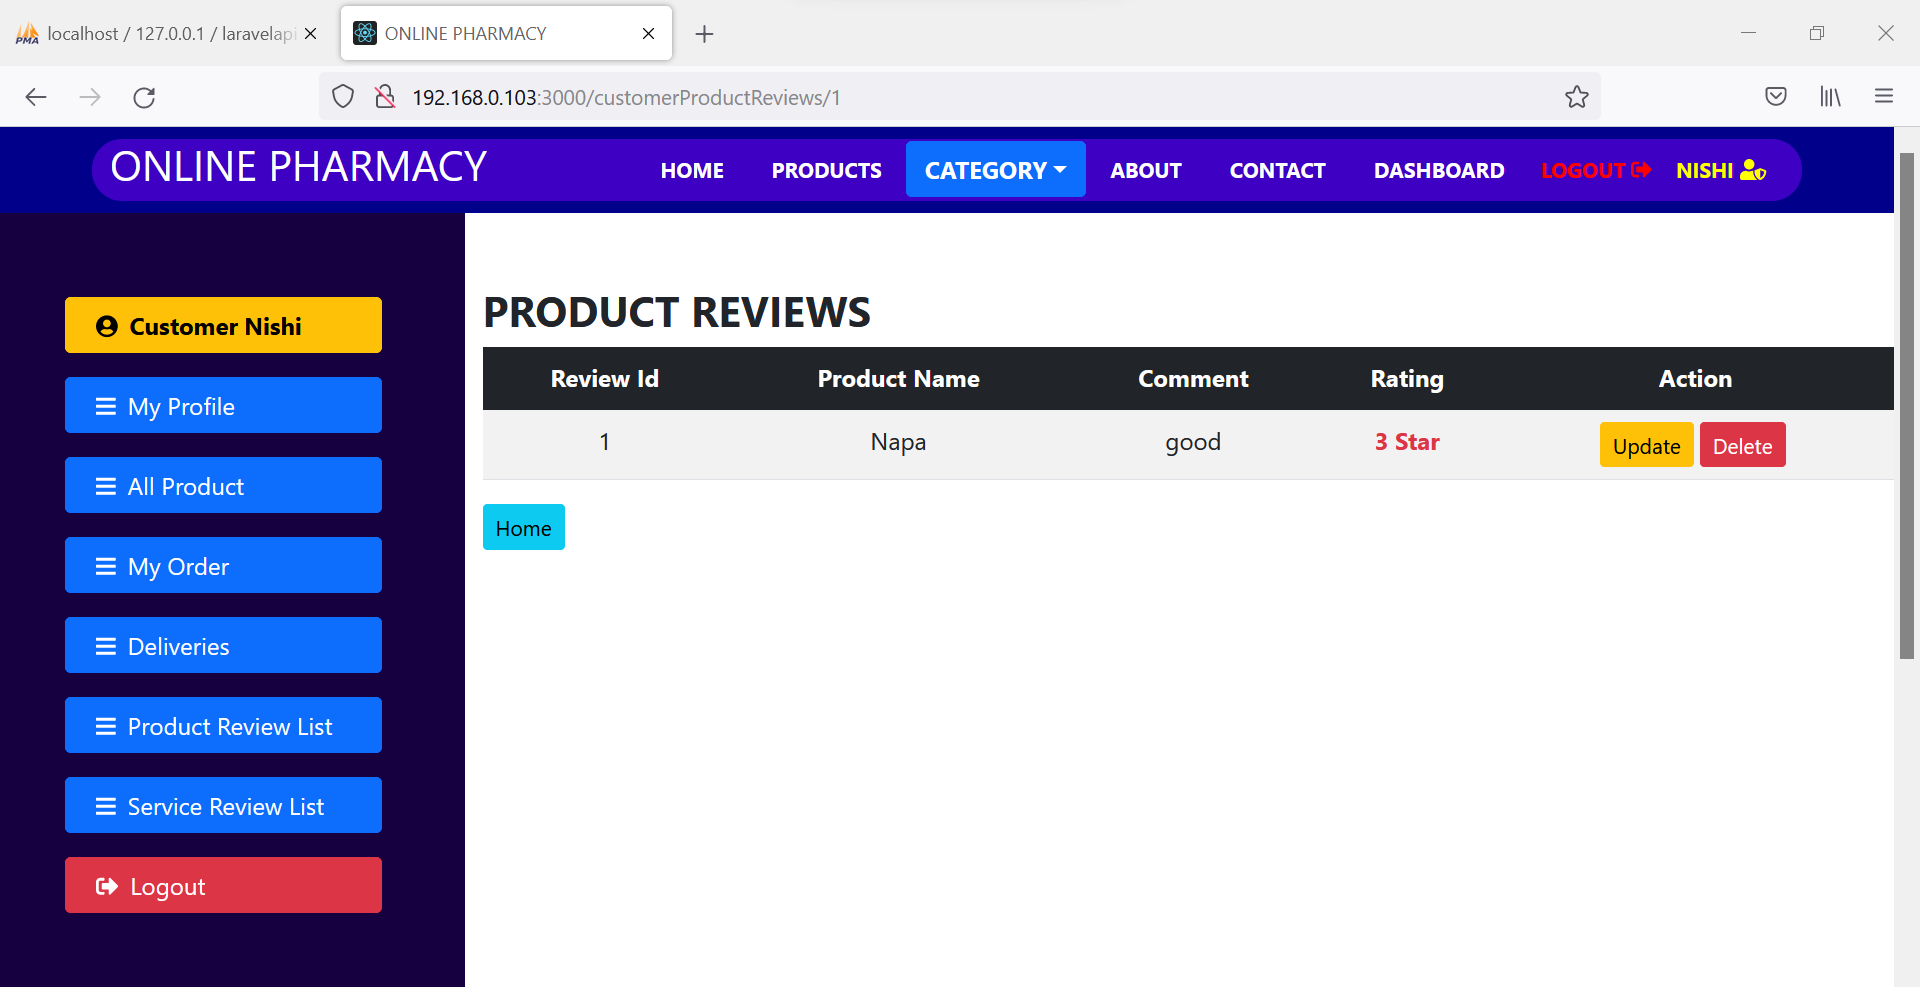 localhost / 127.0.0.1 / laravelapi
ONLINE PHARMACY
192.168.0.103:3000/customerProductReviews/1
ONLINE PHARMACY HOME PRODUCTS CATEGORY ABOUT CONTACT DASHBOARD LOGOUT NISHI
Customer Nishi
My Profile
All Product
My Order
Deliveries
Product Review List
Service Review List
Logout
PRODUCT REVIEWS
Review Id Product Name Comment Rating Action
1 Napa good 3 Star Update Delete
Home